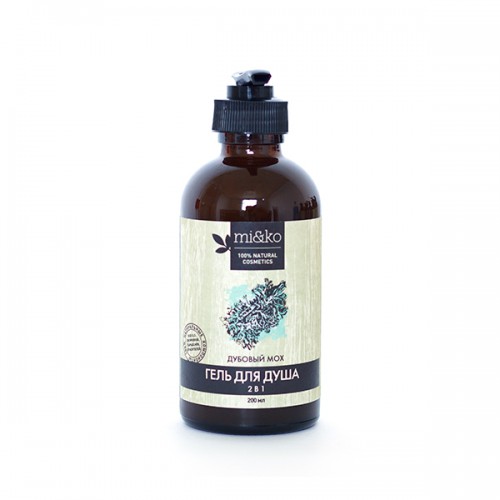 mi&ko
100% NATURAL
COSMETICS
ДУБОВЫЙ МОХ
ГЕЛЬ ДЛЯ ДУША
2 В 1
200 мл